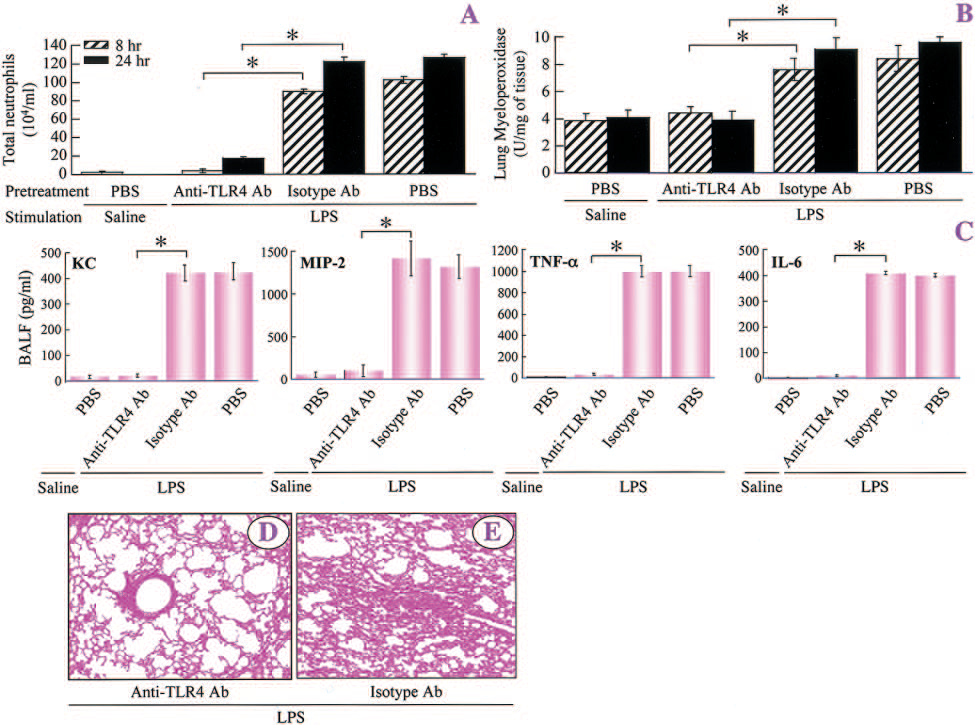 A
8 hr
24 hr
Total neutrophils
(10⁴/ml)
140
120
100
80
60
40
20
0
*
*
Pretreatment PBS Anti-TLR4 Ab Isotype Ab PBS
Stimulation Saline LPS
B
Lung Myeloperoxidase
(U/mg of tissue)
10
8
6
4
2
0
*
*
PBS Anti-TLR4 Ab Isotype Ab PBS
Saline LPS
C
KC
BALF (pg/ml)
500
400
300
200
100
0
*
PBS
Anti-TLR4 Ab
Isotype Ab
PBS
Saline LPS
MIP-2
1500
1000
500
0
*
PBS
Anti-TLR4 Ab
Isotype Ab
PBS
Saline LPS
TNF-α
1200
1000
800
600
400
200
0
*
PBS
Anti-TLR4 Ab
Isotype Ab
PBS
Saline LPS
IL-6
500
400
300
200
100
0
*
PBS
Anti-TLR4 Ab
Isotype Ab
PBS
Saline LPS
D
E
Anti-TLR4 Ab Isotype Ab
LPS